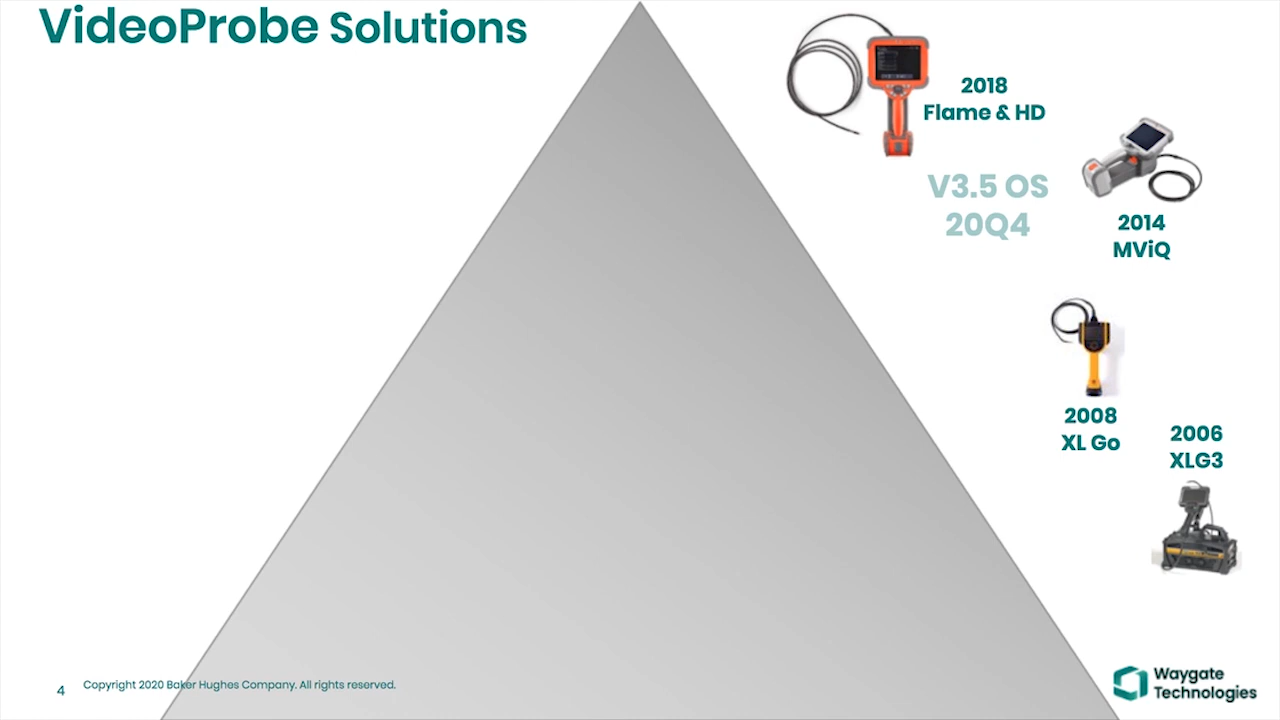 VideoProbe Solutions
2018
Flame & HD
V3.5 OS
20Q4
2014
MViQ
2008
XL Go
2006
XLG3
4
Copyright 2020 Baker Hughes Company. All rights reserved.
Waygate
Technologies